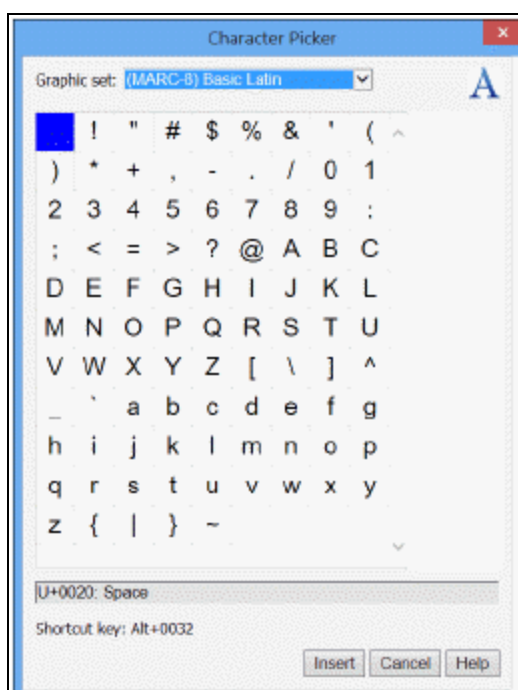 Character Picker
Graphic set: (MARC-8) Basic Latin
A
! " # $ % & ' (
) * + , - . / 0 1
2 3 4 5 6 7 8 9 :
; < = > ? @ A B C
D E F G H I J K L
M N O P Q R S T U
V W X Y Z [ \ ] ^
_ ` a b c d e f g
h i j k l m n o p
q r s t u v w x y
z { | } ~
U+0020: Space
Shortcut key: Alt+0032
Insert Cancel Help